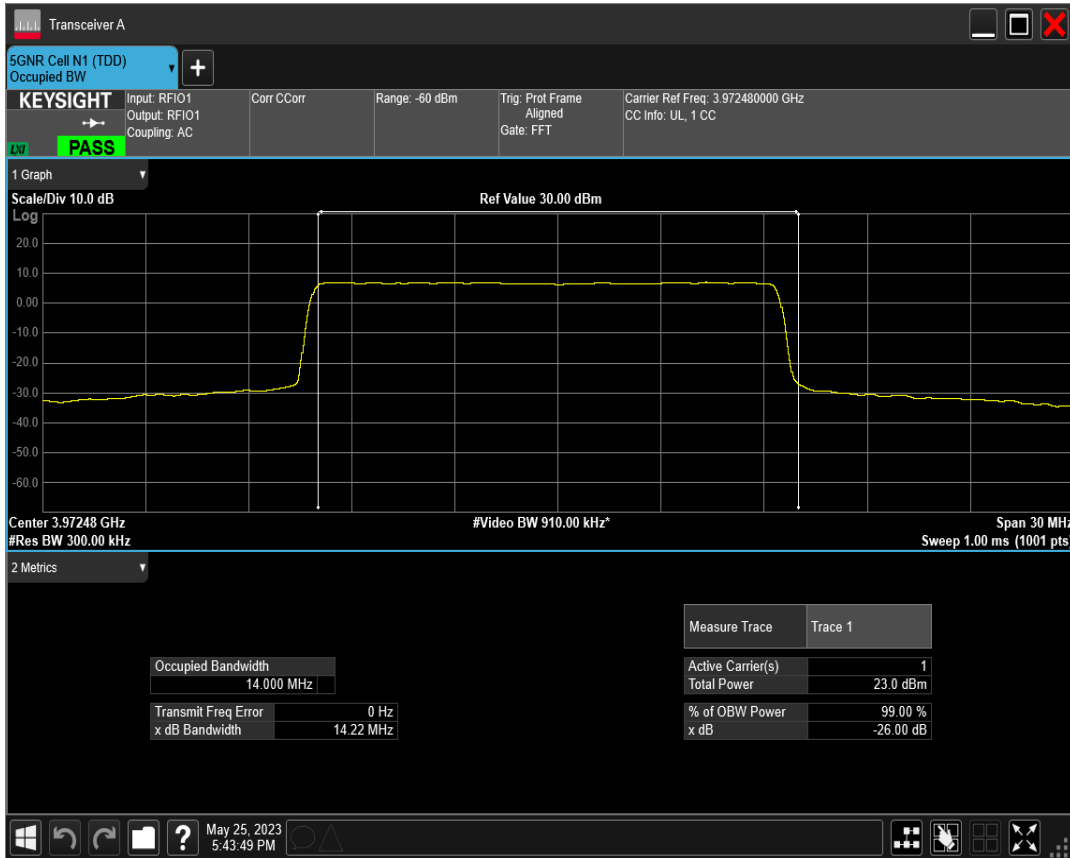 Transceiver A
5GNR Cell N1 (TDD)
Occupied BW
+
KEYSIGHT
LXI
PASS
Input: RFIO1
Output: RFIO1
Coupling: AC
Corr CCorr
Range: -60 dBm
Trig: Prot Frame
Aligned
Gate: FFT
Carrier Ref Freq: 3.972480000 GHz
CC Info: UL, 1 CC
1 Graph
Scale/Div 10.0 dB
Ref Value 30.00 dBm
Log
20.0
10.0
0.00
-10.0
-20.0
-30.0
-40.0
-50.0
-60.0
Center 3.97248 GHz
#Video BW 910.00 kHz*
Span 30 MHz
#Res BW 300.00 kHz
Sweep 1.00 ms (1001 pts)
2 Metrics
Measure Trace Trace 1
Occupied Bandwidth
14.000 MHz
Active Carrier(s) 1
Total Power 23.0 dBm
Transmit Freq Error 0 Hz
x dB Bandwidth 14.22 MHz
% of OBW Power 99.00 %
x dB -26.00 dB
?
May 25, 2023
5:43:49 PM